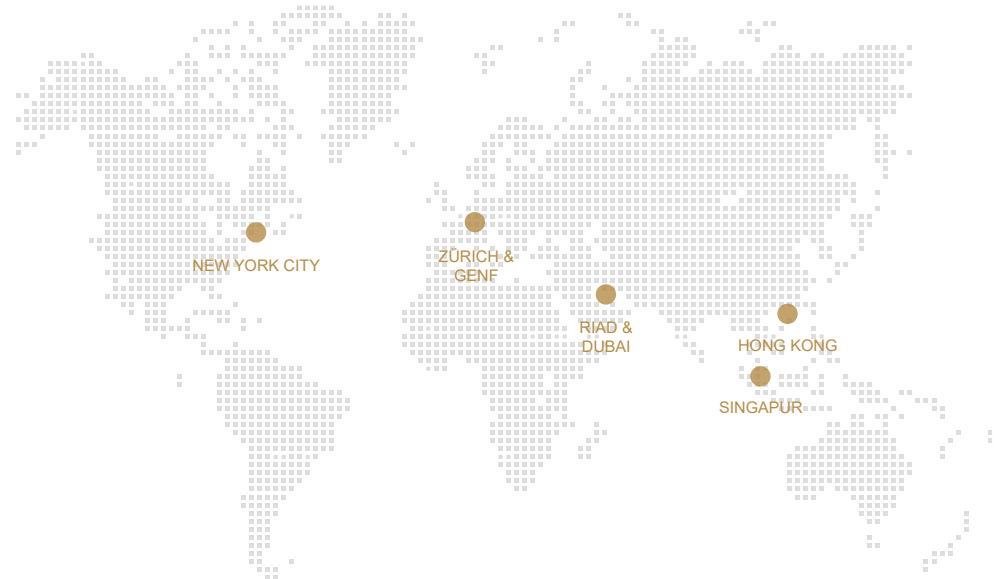 NEW YORK CITY
ZÜRICH &
GENF
RIAD &
DUBAI
HONG KONG
SINGAPUR